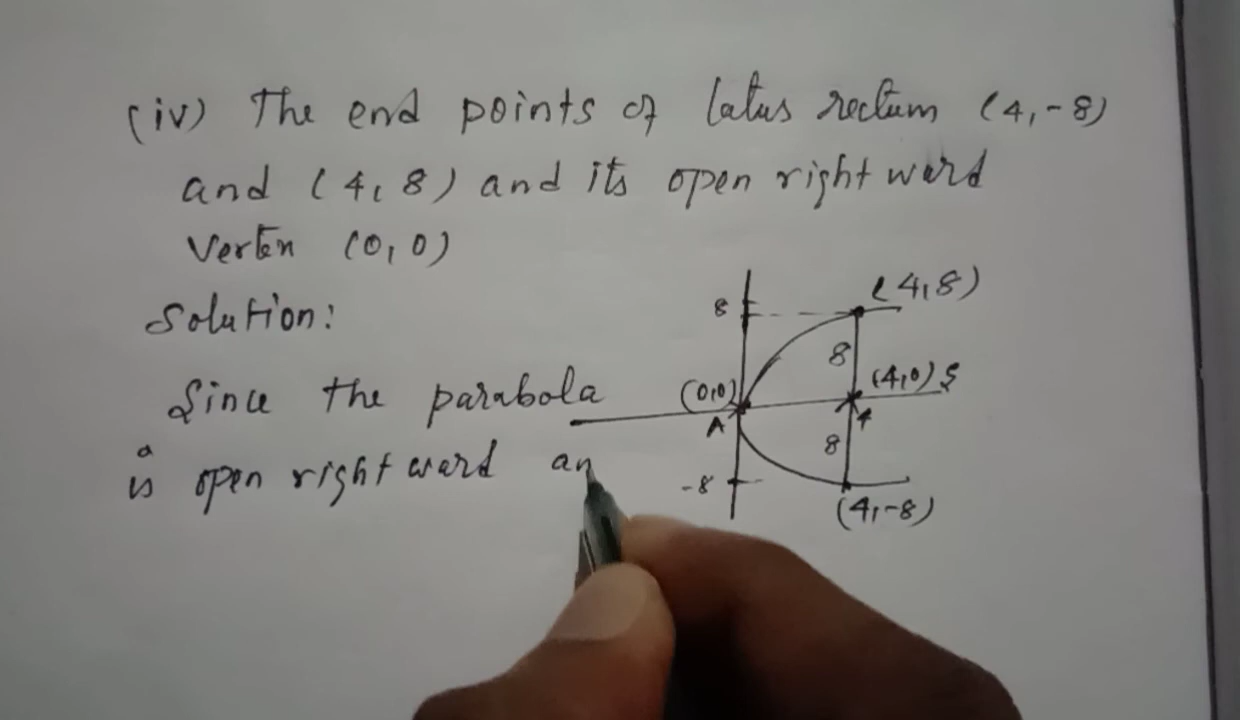 (iv) The end points of latus rectum (4,-8)
and (4,8) and its open right ward
Vertex (0,0)
Solution:
8
(4,8)
8
(0,0)
(4,0) S
A
4
Since the parabola
8
is open right ward an
-8
(4,-8)